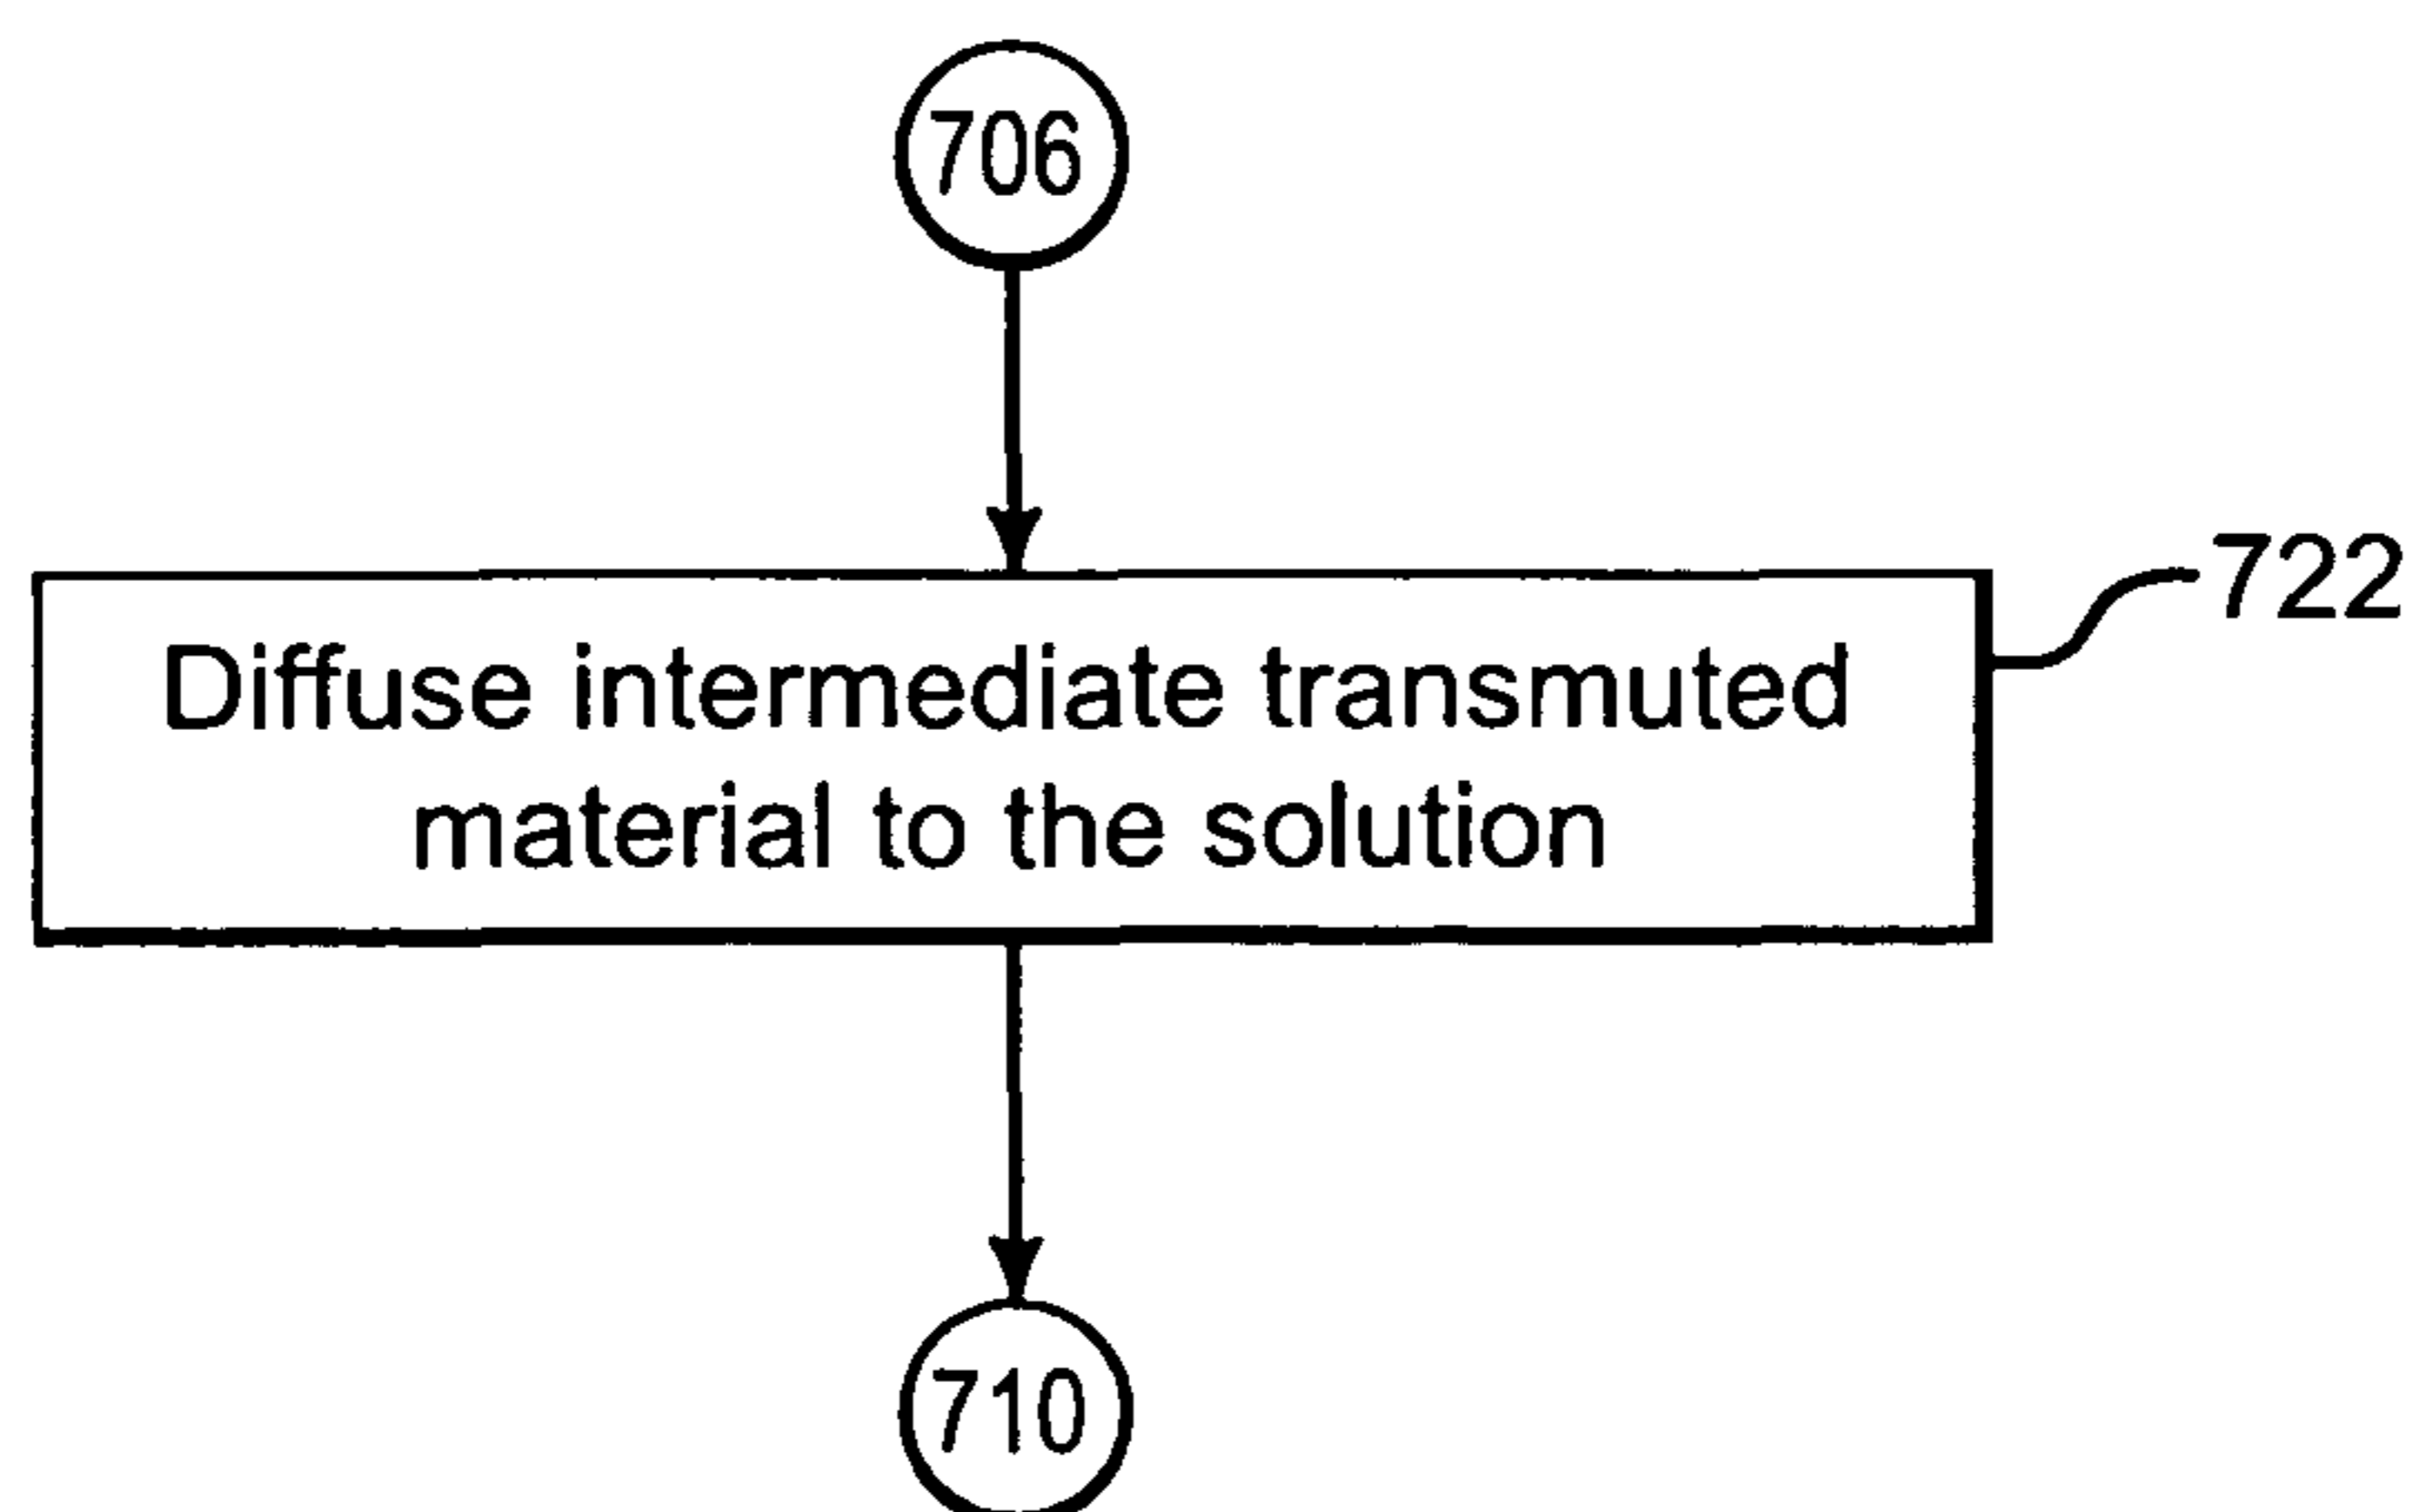 706
722
Diffuse intermediate transmuted
material to the solution
710